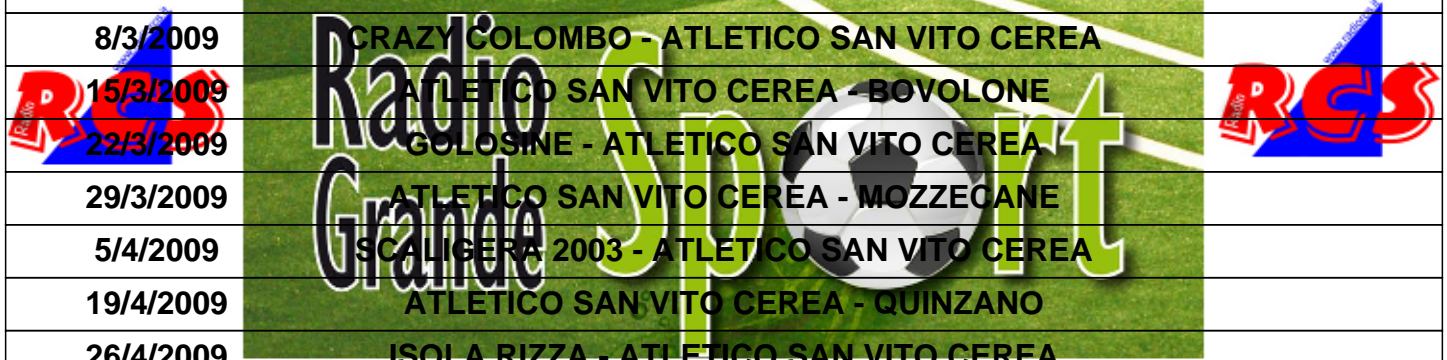 8/3/2009 CRAZY COLOMBO - ATLETICO SAN VITO CEREA
15/3/2009 ATLETICO SAN VITO CEREA - BOVOLONE
22/3/2009 GOLOSINE - ATLETICO SAN VITO CEREA
29/3/2009 ATLETICO SAN VITO CEREA - MOZZECANE
5/4/2009 SCALIGERA 2003 - ATLETICO SAN VITO CEREA
19/4/2009 ATLETICO SAN VITO CEREA - QUINZANO
26/4/2009 ISOLA RIZZA - ATLETICO SAN VITO CEREA
Radio
Grande
Sport
Radio
RCS
Radio
RCS